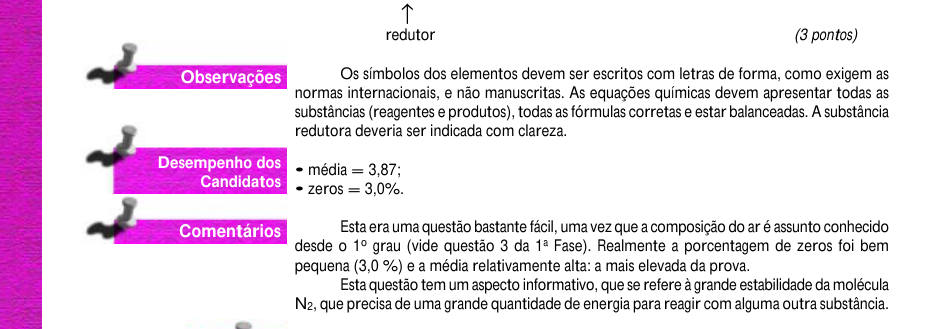 ↑
redutor (3 pontos)
Observações
Os símbolos dos elementos devem ser escritos com letras de forma, como exigem as
normas internacionais, e não manuscritas. As equações químicas devem apresentar todas as
substâncias (reagentes e produtos), todas as fórmulas corretas e estar balanceadas. A substância
redutora deveria ser indicada com clareza.
Desempenho dos
Candidatos
• média = 3,87;
• zeros = 3,0%.
Comentários
Esta era uma questão bastante fácil, uma vez que a composição do ar é assunto conhecido
desde o 1º grau (vide questão 3 da 1ª Fase). Realmente a porcentagem de zeros foi bem
pequena (3,0 %) e a média relativamente alta: a mais elevada da prova.
Esta questão tem um aspecto informativo, que se refere à grande estabilidade da molécula
N₂, que precisa de uma grande quantidade de energia para reagir com alguma outra substância.